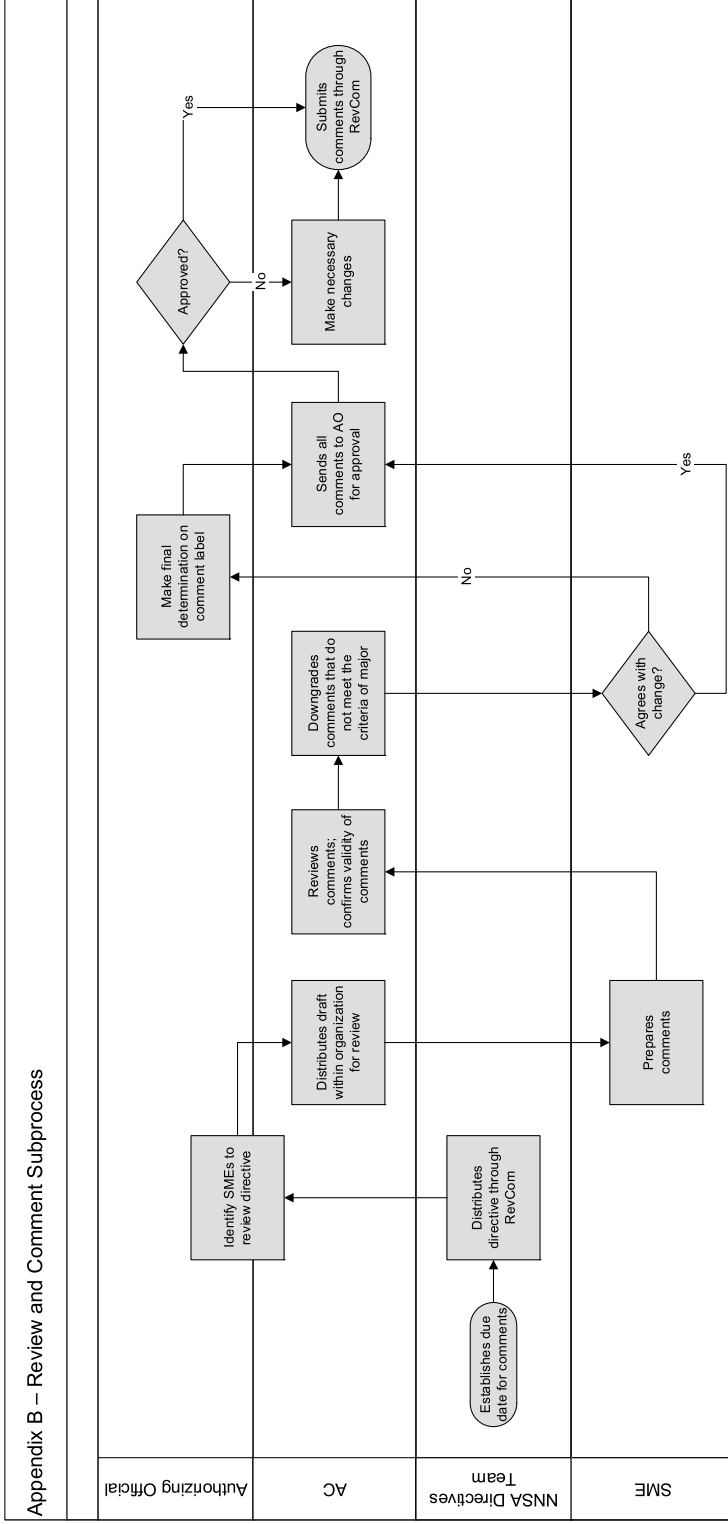 Appendix B – Review and Comment Subprocess
Authorizing Official
AC
NNSA Directives
Team
SME
Establishes due
date for comments
Distributes
directive through
RevCom
Identify SMEs to
review directive
Distributes draft
within organization
for review
Prepares
comments
Reviews
comments;
confirms validity of
comments
Downgrades
comments that do
not meet the
criteria of major
Agrees with
change?
No
Yes
Make final
determination on
comment label
Sends all
comments to AO
for approval
Approved?
No
Yes
Make necessary
changes
Submits
comments through
RevCom